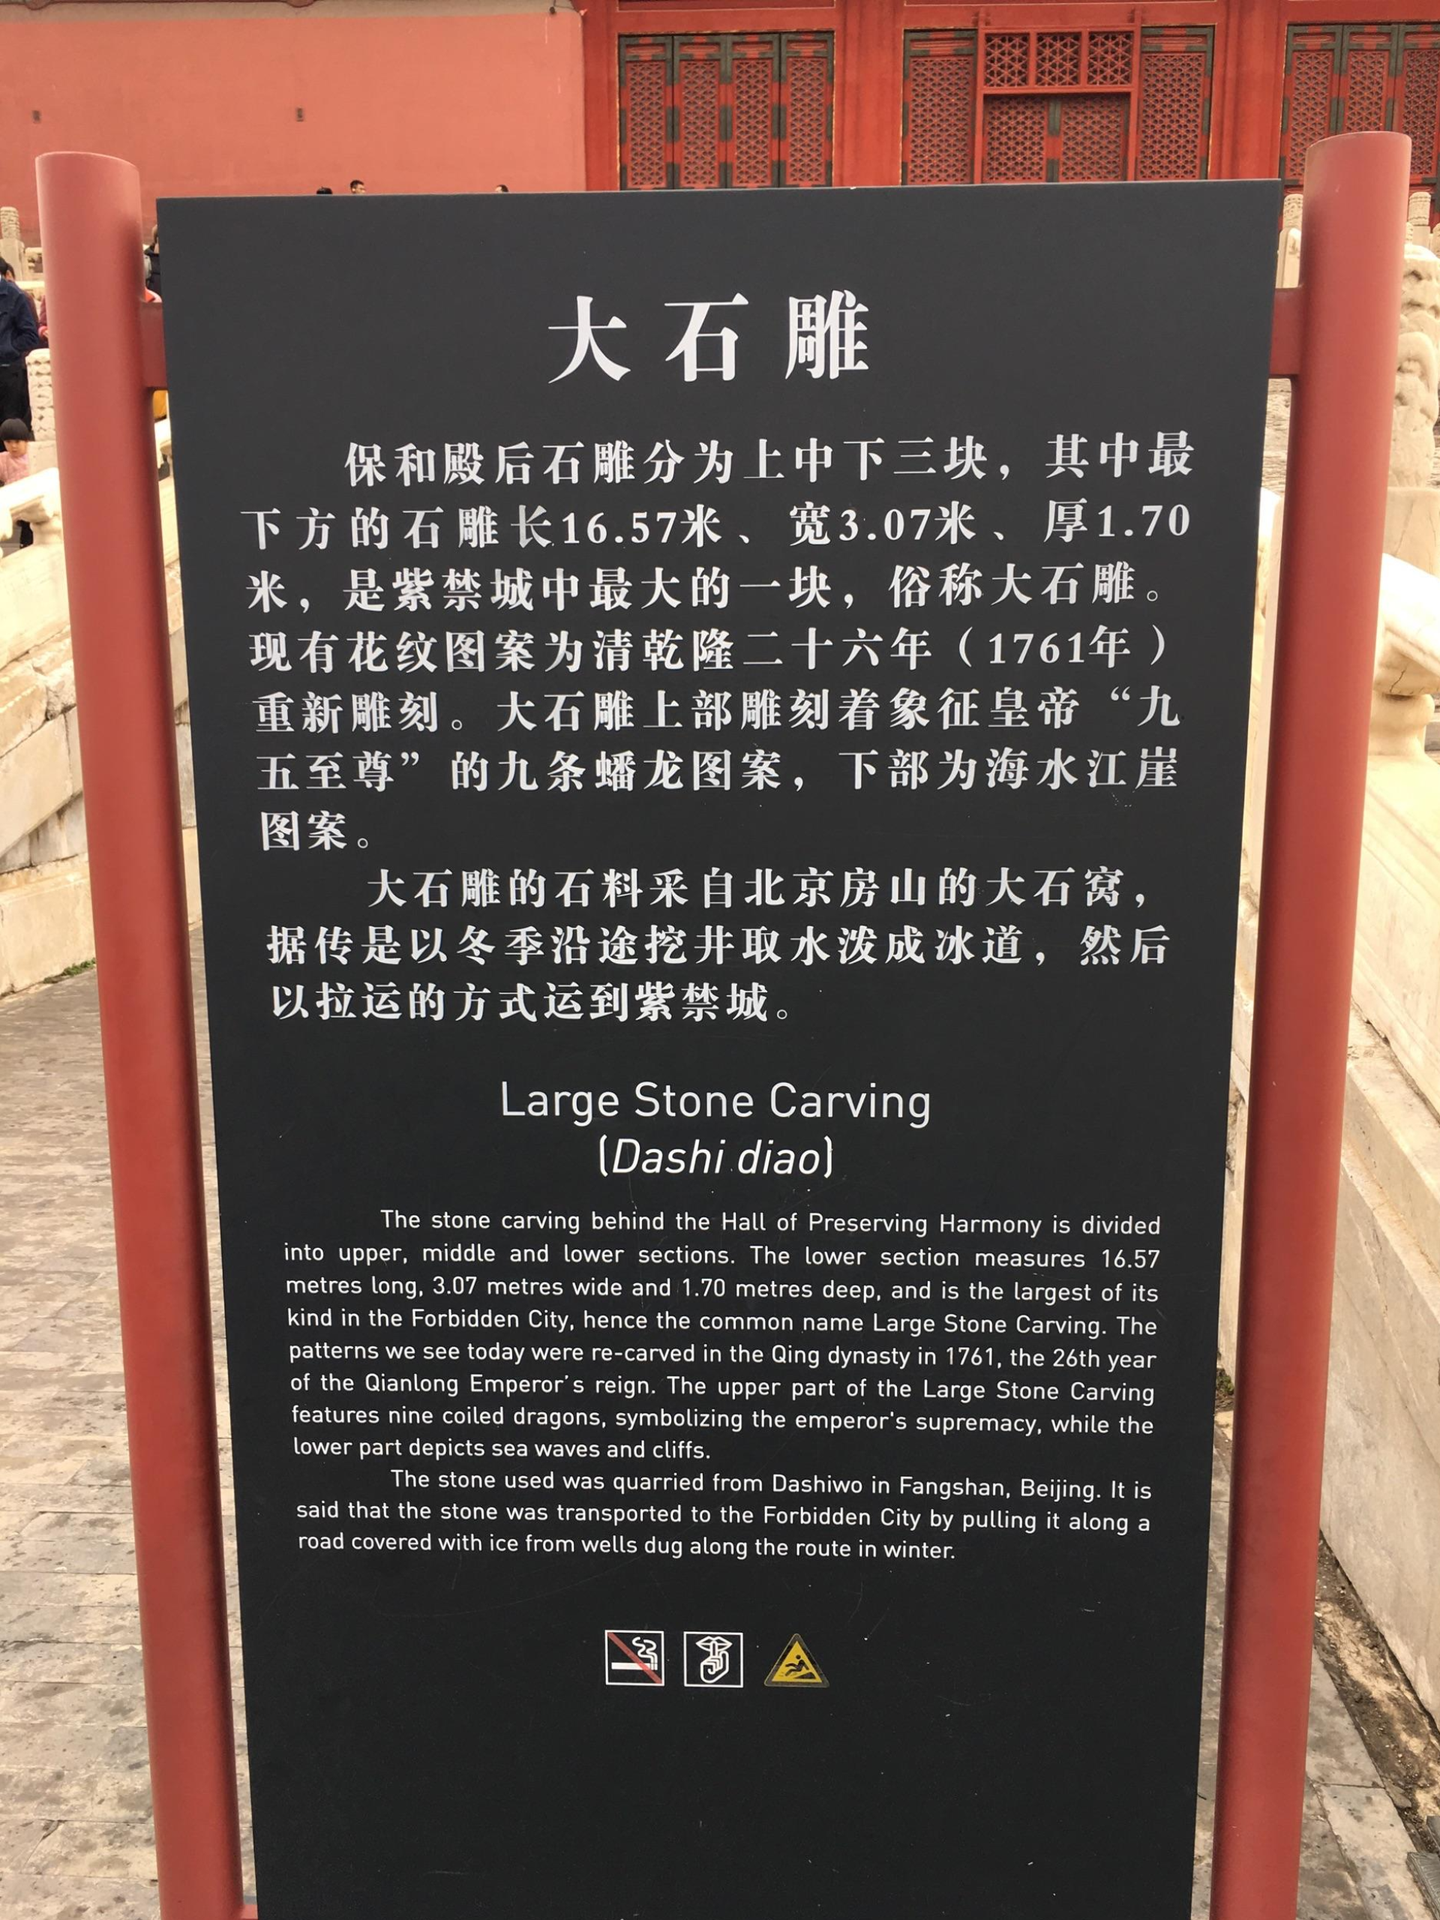 大石雕
保和殿后石雕分为上中下三块，其中最
下方的石雕长16.57米、宽3.07米、厚1.70
米，是紫禁城中最大的一块，俗称大石雕。
现有花纹图案为清乾隆二十六年（1761年）
重新雕刻。大石雕上部雕刻着象征皇帝“九
五至尊”的九条蟠龙图案，下部为海水江崖
图案。
大石雕的石料采自北京房山的大石窝，
据传是以冬季沿途挖井取水泼成冰道，然后
以拉运的方式运到紫禁城。
Large Stone Carving
(Dashi diao)
The stone carving behind the Hall of Preserving Harmony is divided
into upper, middle and lower sections. The lower section measures 16.57
metres long, 3.07 metres wide and 1.70 metres deep, and is the largest of its
kind in the Forbidden City, hence the common name Large Stone Carving. The
patterns we see today were re-carved in the Qing dynasty in 1761, the 26th year
of the Qianlong Emperor's reign. The upper part of the Large Stone Carving
features nine coiled dragons, symbolizing the emperor's supremacy, while the
lower part depicts sea waves and cliffs.
The stone used was quarried from Dashiwo in Fangshan, Beijing. It is
said that the stone was transported to the Forbidden City by pulling it along a
road covered with ice from wells dug along the route in winter.